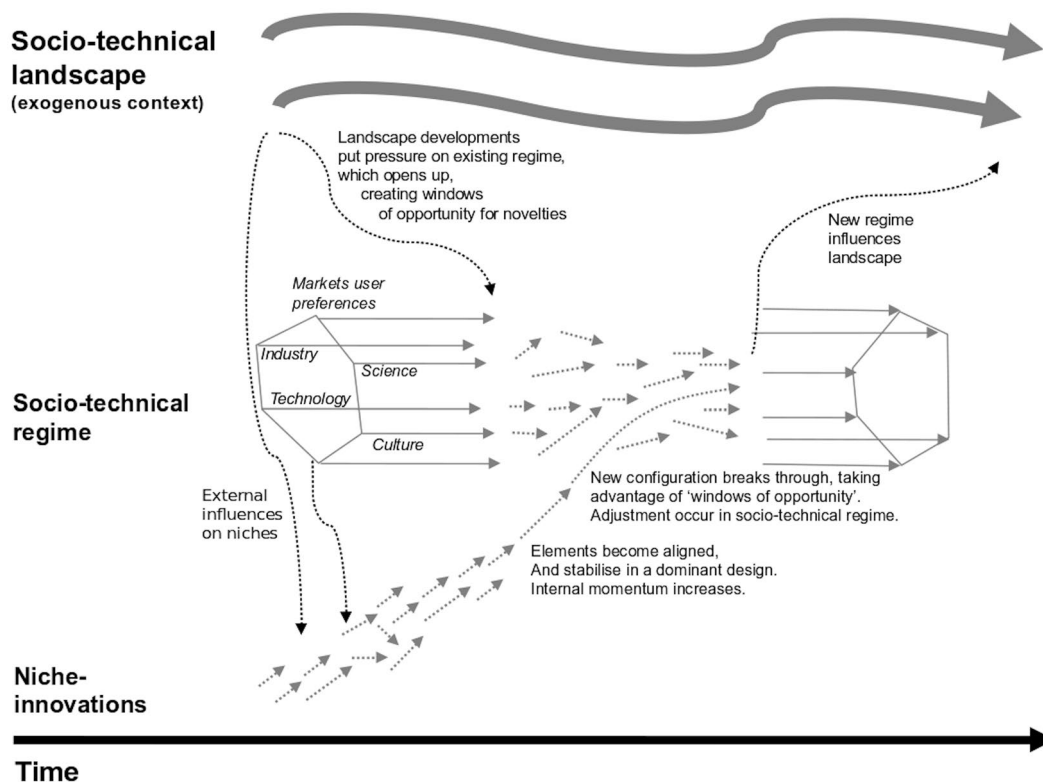 Socio-technical
landscape
(exogenous context)
Landscape developments
put pressure on existing regime,
which opens up,
creating windows
of opportunity for novelties
New regime
influences
landscape
Markets user
preferences
Industry
Science
Technology
Culture
Socio-technical
regime
External
influences
on niches
New configuration breaks through, taking
advantage of ‘windows of opportunity’.
Adjustment occur in socio-technical regime.
Elements become aligned,
And stabilise in a dominant design.
Internal momentum increases.
Niche-
innovations
Time